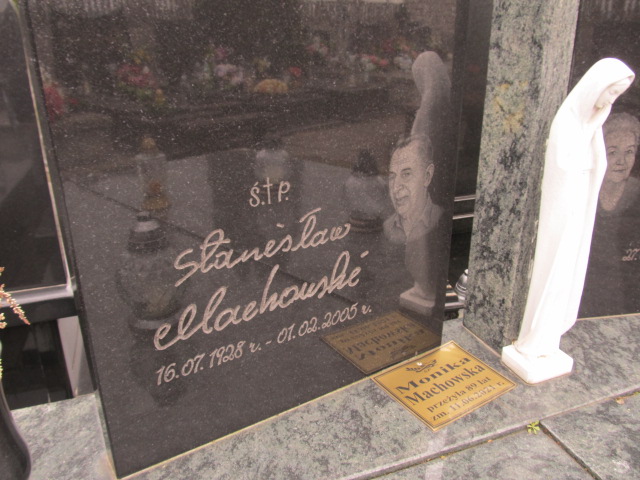 Ś.†P.
Stanisław
Machowski
16.07.1928 r. - 01.02.2005 r.
Monika
Machowska
przeżyła 89 lat